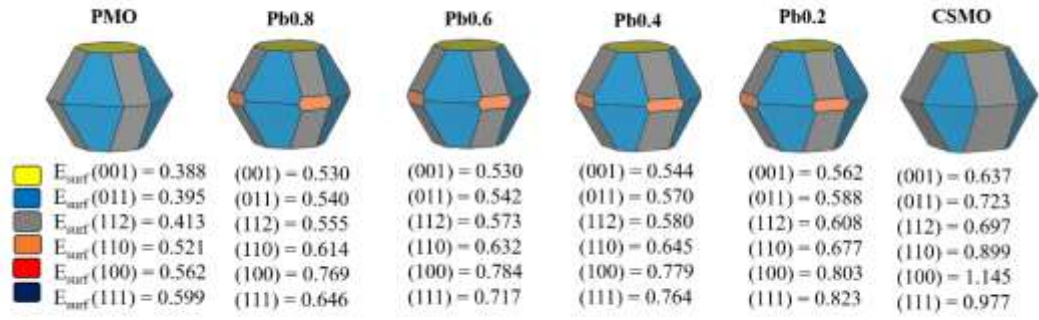 PMO Pb0.8 Pb0.6 Pb0.4 Pb0.2 CSMO
E_surf(001) = 0.388 (001) = 0.530 (001) = 0.530 (001) = 0.544 (001) = 0.562 (001) = 0.637
E_surf(011) = 0.395 (011) = 0.540 (011) = 0.542 (011) = 0.570 (011) = 0.588 (011) = 0.723
E_surf(112) = 0.413 (112) = 0.555 (112) = 0.573 (112) = 0.580 (112) = 0.608 (112) = 0.697
E_surf(110) = 0.521 (110) = 0.614 (110) = 0.632 (110) = 0.645 (110) = 0.677 (110) = 0.899
E_surf(100) = 0.562 (100) = 0.769 (100) = 0.784 (100) = 0.779 (100) = 0.803 (100) = 1.145
E_surf(111) = 0.599 (111) = 0.646 (111) = 0.717 (111) = 0.764 (111) = 0.823 (111) = 0.977